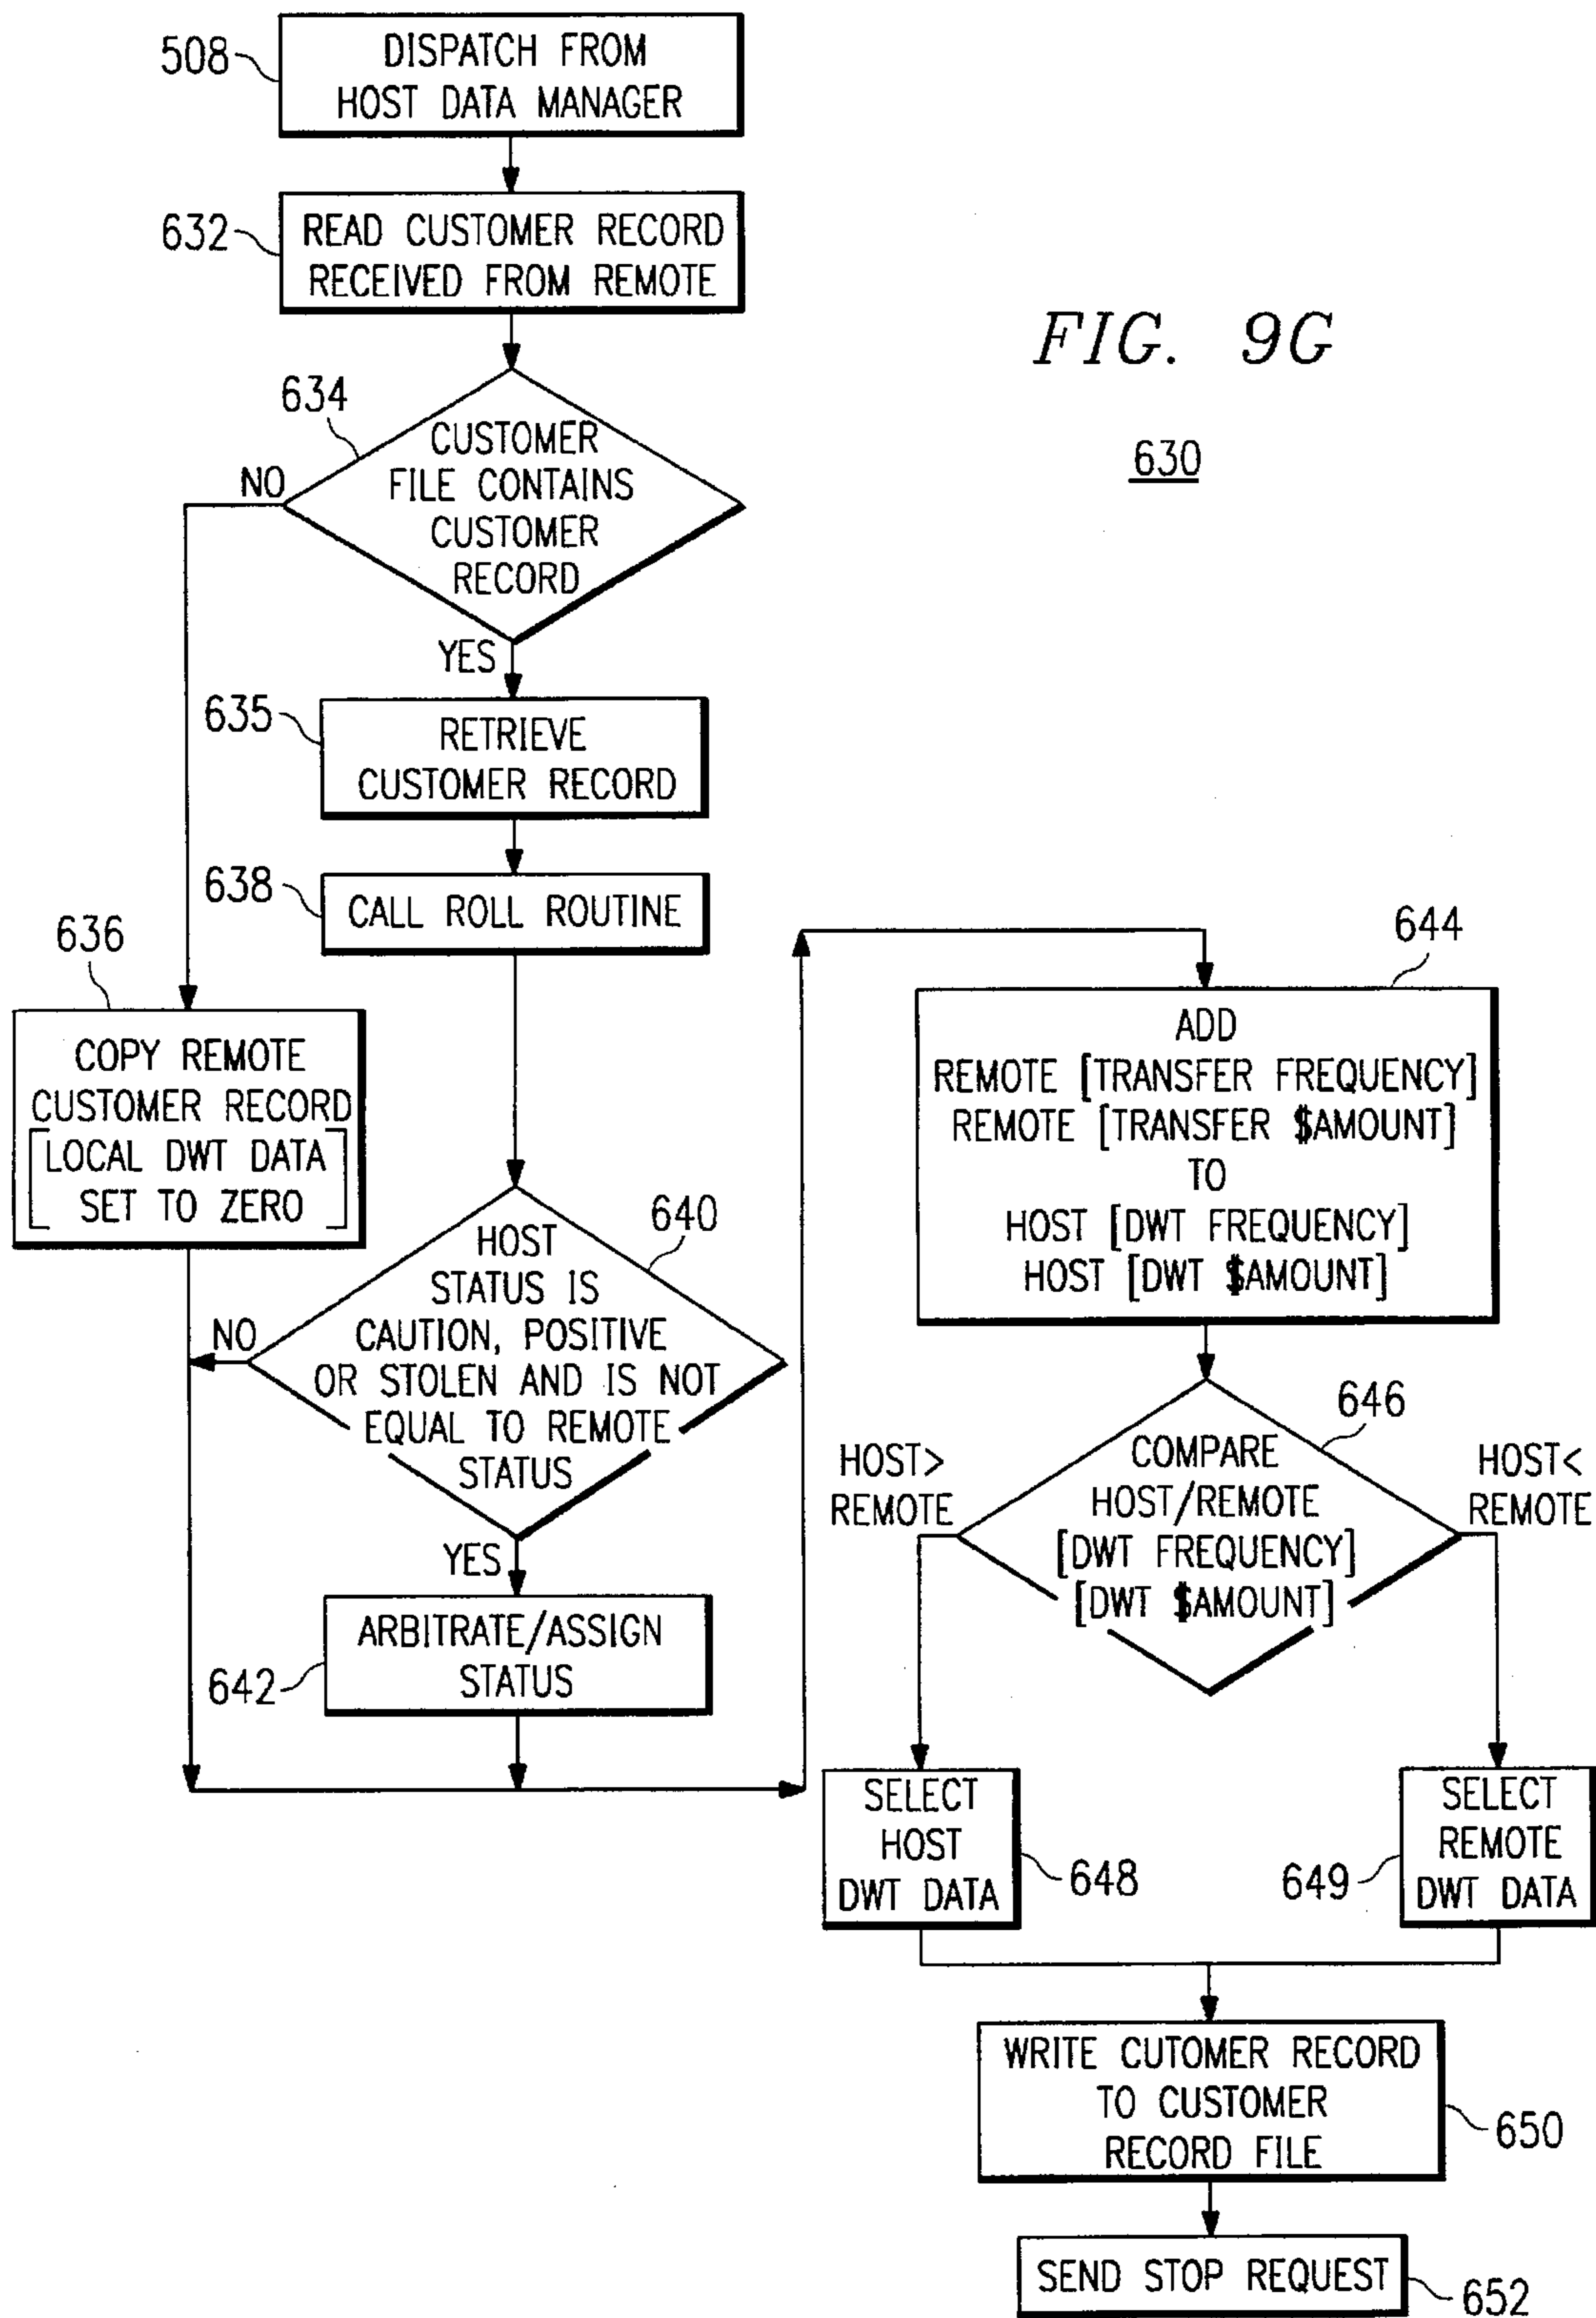 508
DISPATCH FROM
HOST DATA MANAGER
632
READ CUSTOMER RECORD
RECEIVED FROM REMOTE
FIG. 9G
630
634
CUSTOMER
FILE CONTAINS
CUSTOMER
RECORD
NO
YES
635
RETRIEVE
CUSTOMER RECORD
638
CALL ROLL ROUTINE
636
COPY REMOTE
CUSTOMER RECORD
[LOCAL DWT DATA
SET TO ZERO]
640
HOST
STATUS IS
CAUTION, POSITIVE
OR STOLEN AND IS NOT
EQUAL TO REMOTE
STATUS
NO
YES
642
ARBITRATE/ASSIGN
STATUS
644
ADD
REMOTE [TRANSFER FREQUENCY]
REMOTE [TRANSFER $AMOUNT]
TO
HOST [DWT FREQUENCY]
HOST [DWT $AMOUNT]
646
COMPARE
HOST/REMOTE
[DWT FREQUENCY]
[DWT $AMOUNT]
HOST>
REMOTE
HOST<
REMOTE
SELECT
HOST
DWT DATA
648
649
SELECT
REMOTE
DWT DATA
WRITE CUTOMER RECORD
TO CUSTOMER
RECORD FILE
650
SEND STOP REQUEST
652